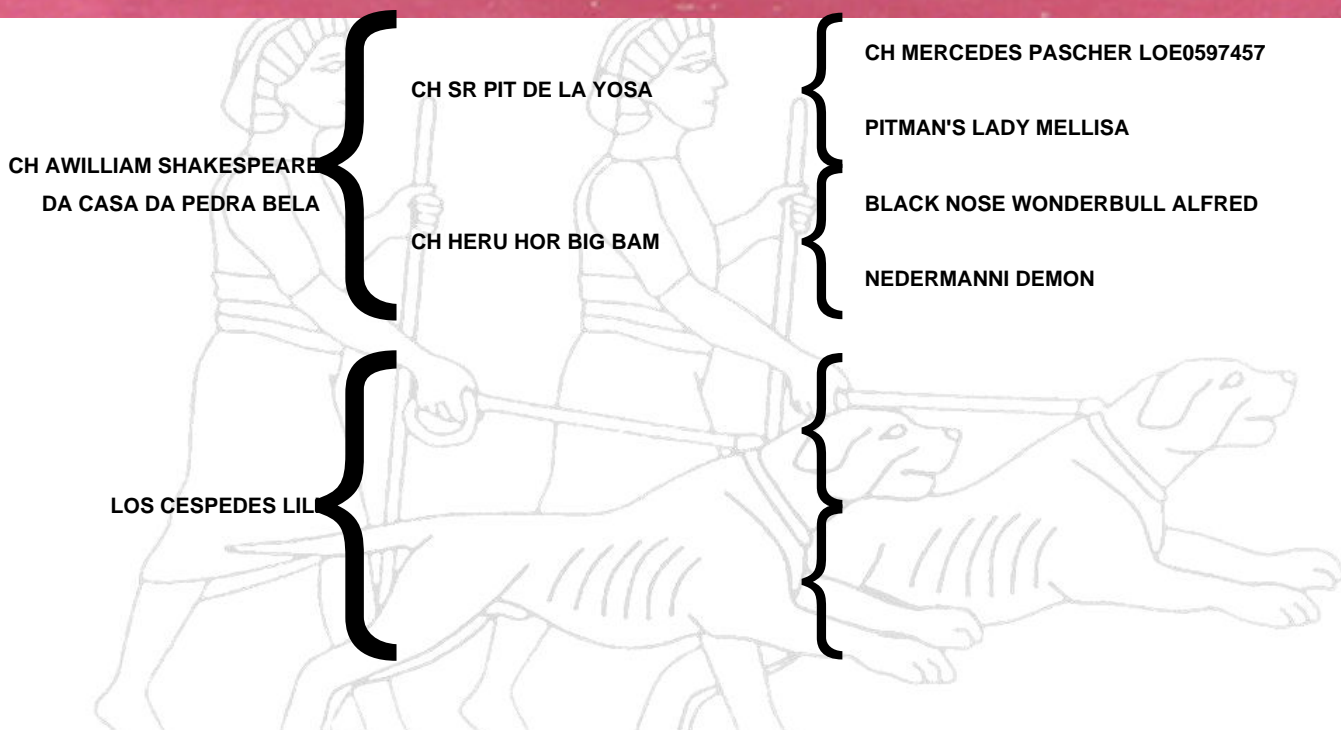 CH MERCEDES PASCHER LOE0597457
CH SR PIT DE LA YOSA
PITMAN'S LADY MELLISA
CH AWILLIAM SHAKESPEARE
DA CASA DA PEDRA BELA
BLACK NOSE WONDERBULL ALFRED
CH HERU HOR BIG BAM
NEDERMANNI DEMON
LOS CESPEDES